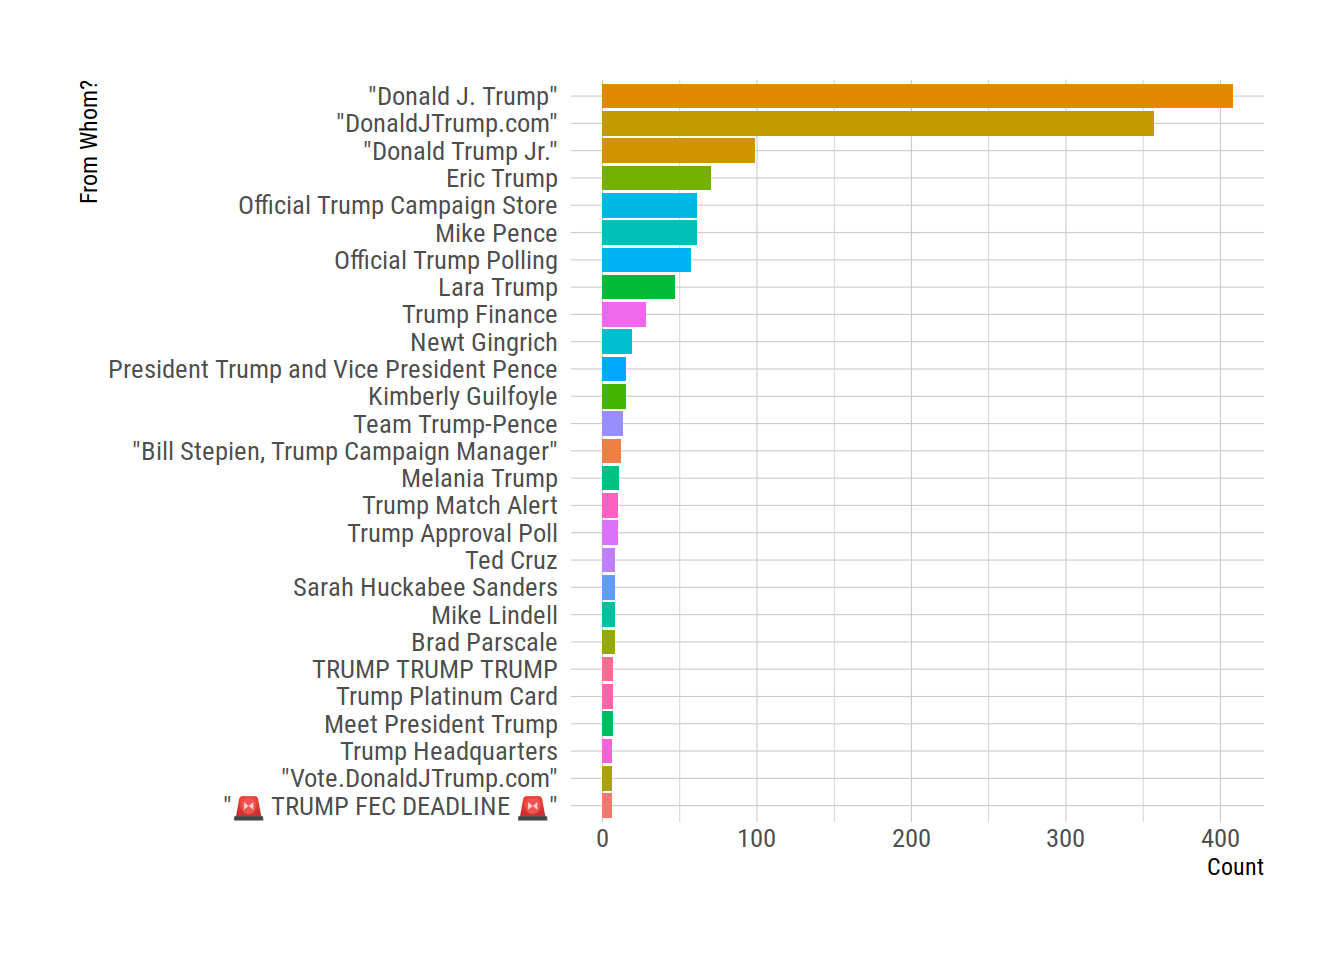 From Whom?
"Donald J. Trump"
"DonaldJTrump.com"
"Donald Trump Jr."
Eric Trump
Official Trump Campaign Store
Mike Pence
Official Trump Polling
Lara Trump
Trump Finance
Newt Gingrich
President Trump and Vice President Pence
Kimberly Guilfoyle
Team Trump-Pence
"Bill Stepien, Trump Campaign Manager"
Melania Trump
Trump Match Alert
Trump Approval Poll
Ted Cruz
Sarah Huckabee Sanders
Mike Lindell
Brad Parscale
TRUMP TRUMP TRUMP
Trump Platinum Card
Meet President Trump
Trump Headquarters
"Vote.DonaldJTrump.com"
"🚨 TRUMP FEC DEADLINE 🚨"
0 100 200 300 400
Count